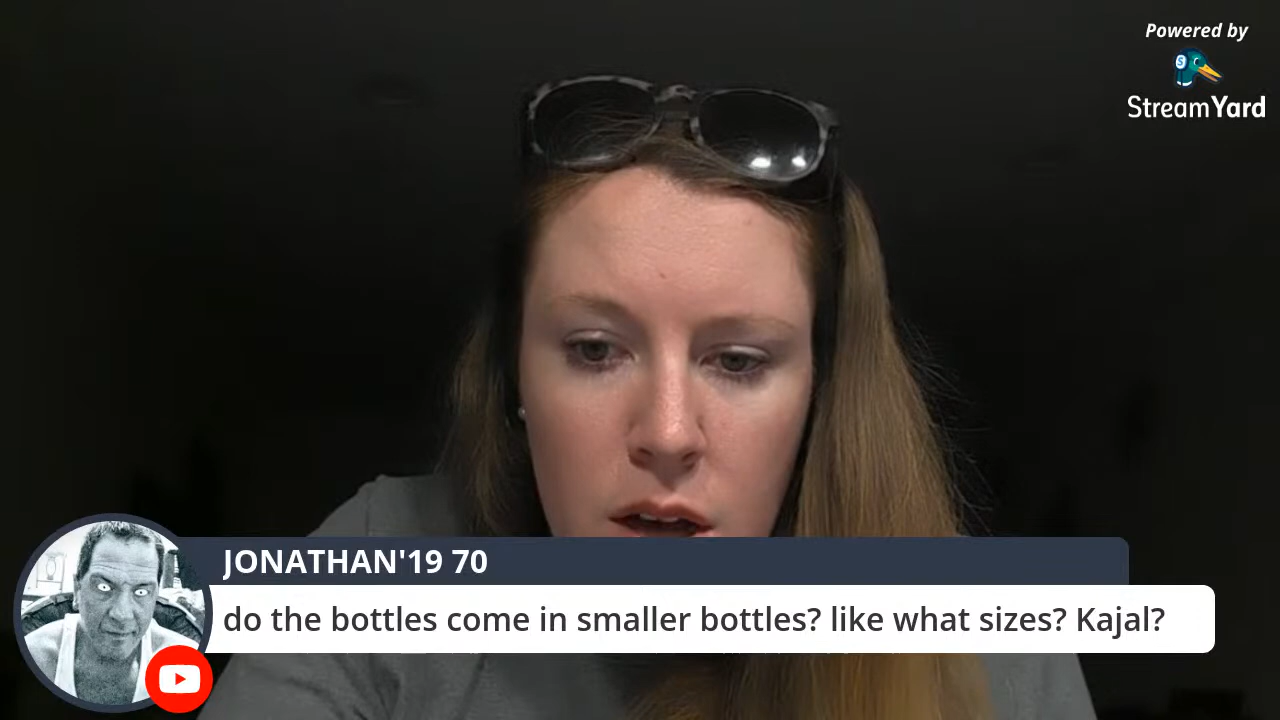 Powered by
StreamYard
JONATHAN'19 70
do the bottles come in smaller bottles? like what sizes? Kajal?